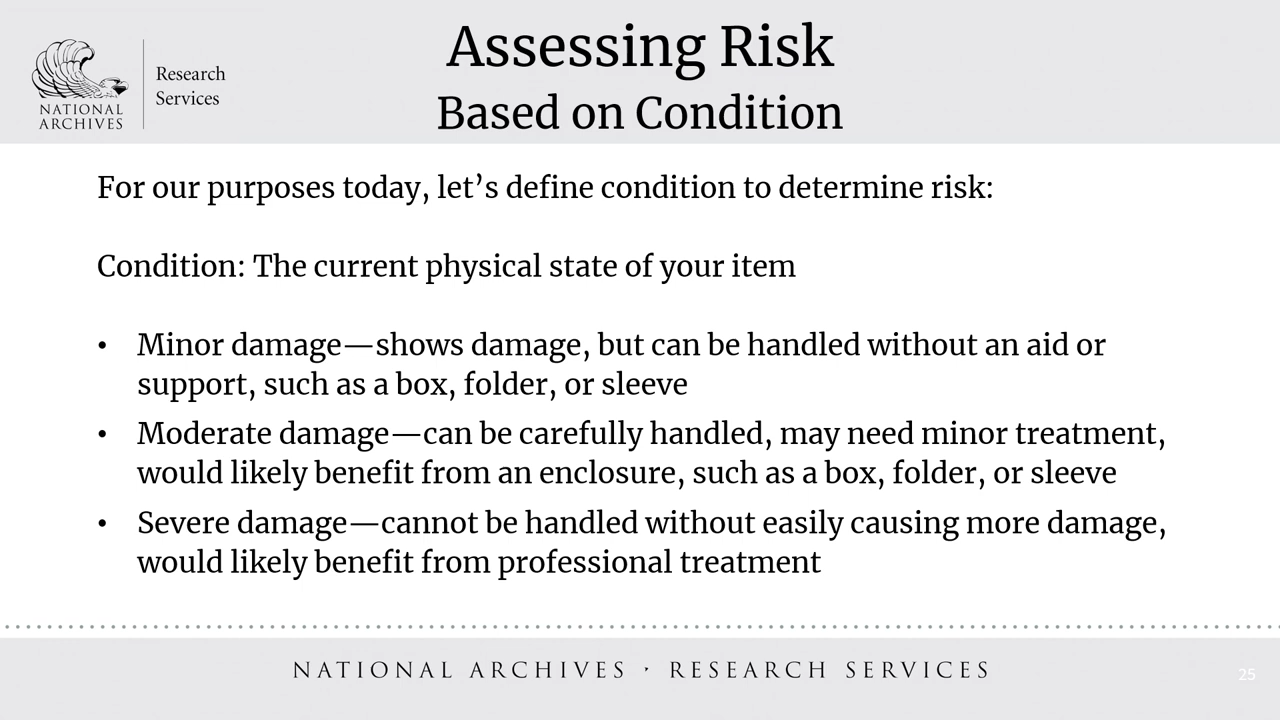 Assessing Risk
Based on Condition
Research
Services
NATIONAL
ARCHIVES
For our purposes today, let’s define condition to determine risk:
Condition: The current physical state of your item
• Minor damage—shows damage, but can be handled without an aid or
support, such as a box, folder, or sleeve
• Moderate damage—can be carefully handled, may need minor treatment,
would likely benefit from an enclosure, such as a box, folder, or sleeve
• Severe damage—cannot be handled without easily causing more damage,
would likely benefit from professional treatment
NATIONAL ARCHIVES · RESEARCH SERVICES
25